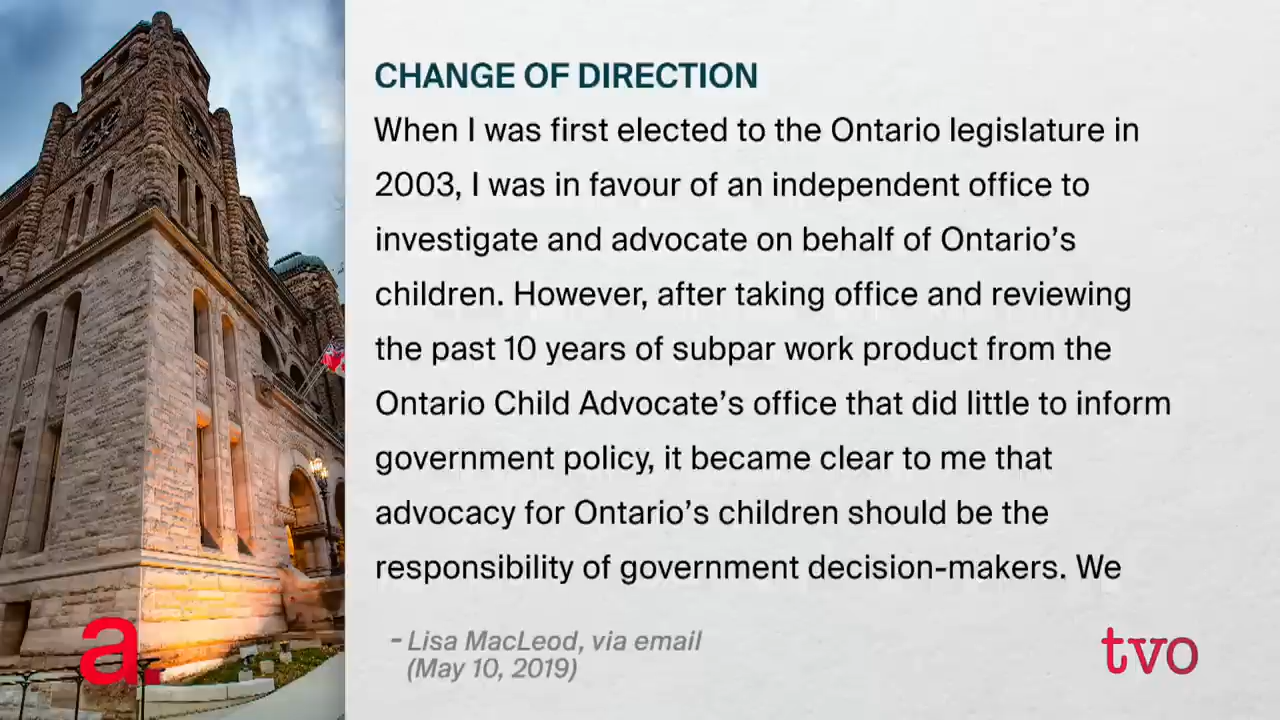 CHANGE OF DIRECTION
When I was first elected to the Ontario legislature in
2003, I was in favour of an independent office to
investigate and advocate on behalf of Ontario’s
children. However, after taking office and reviewing
the past 10 years of subpar work product from the
Ontario Child Advocate’s office that did little to inform
government policy, it became clear to me that
advocacy for Ontario’s children should be the
responsibility of government decision-makers. We
– Lisa MacLeod, via email
(May 10, 2019)
a.
tvo